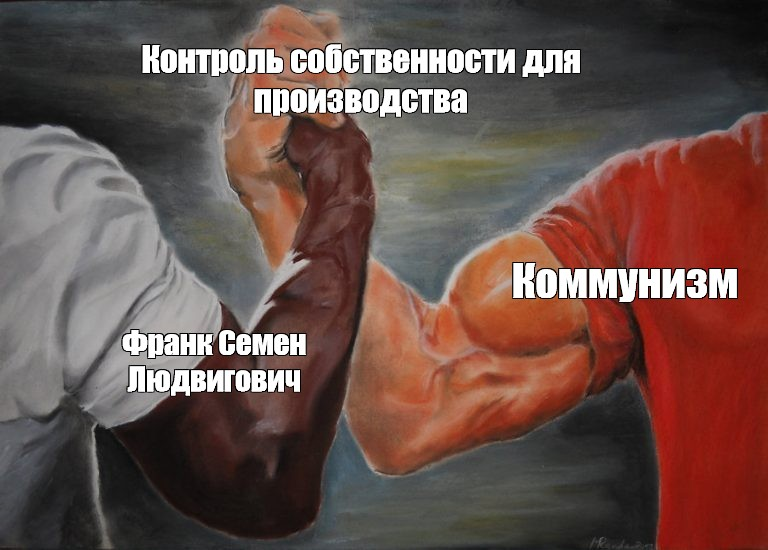 Контроль собственности для
производства
Коммунизм
Франк Семен
Людвигович